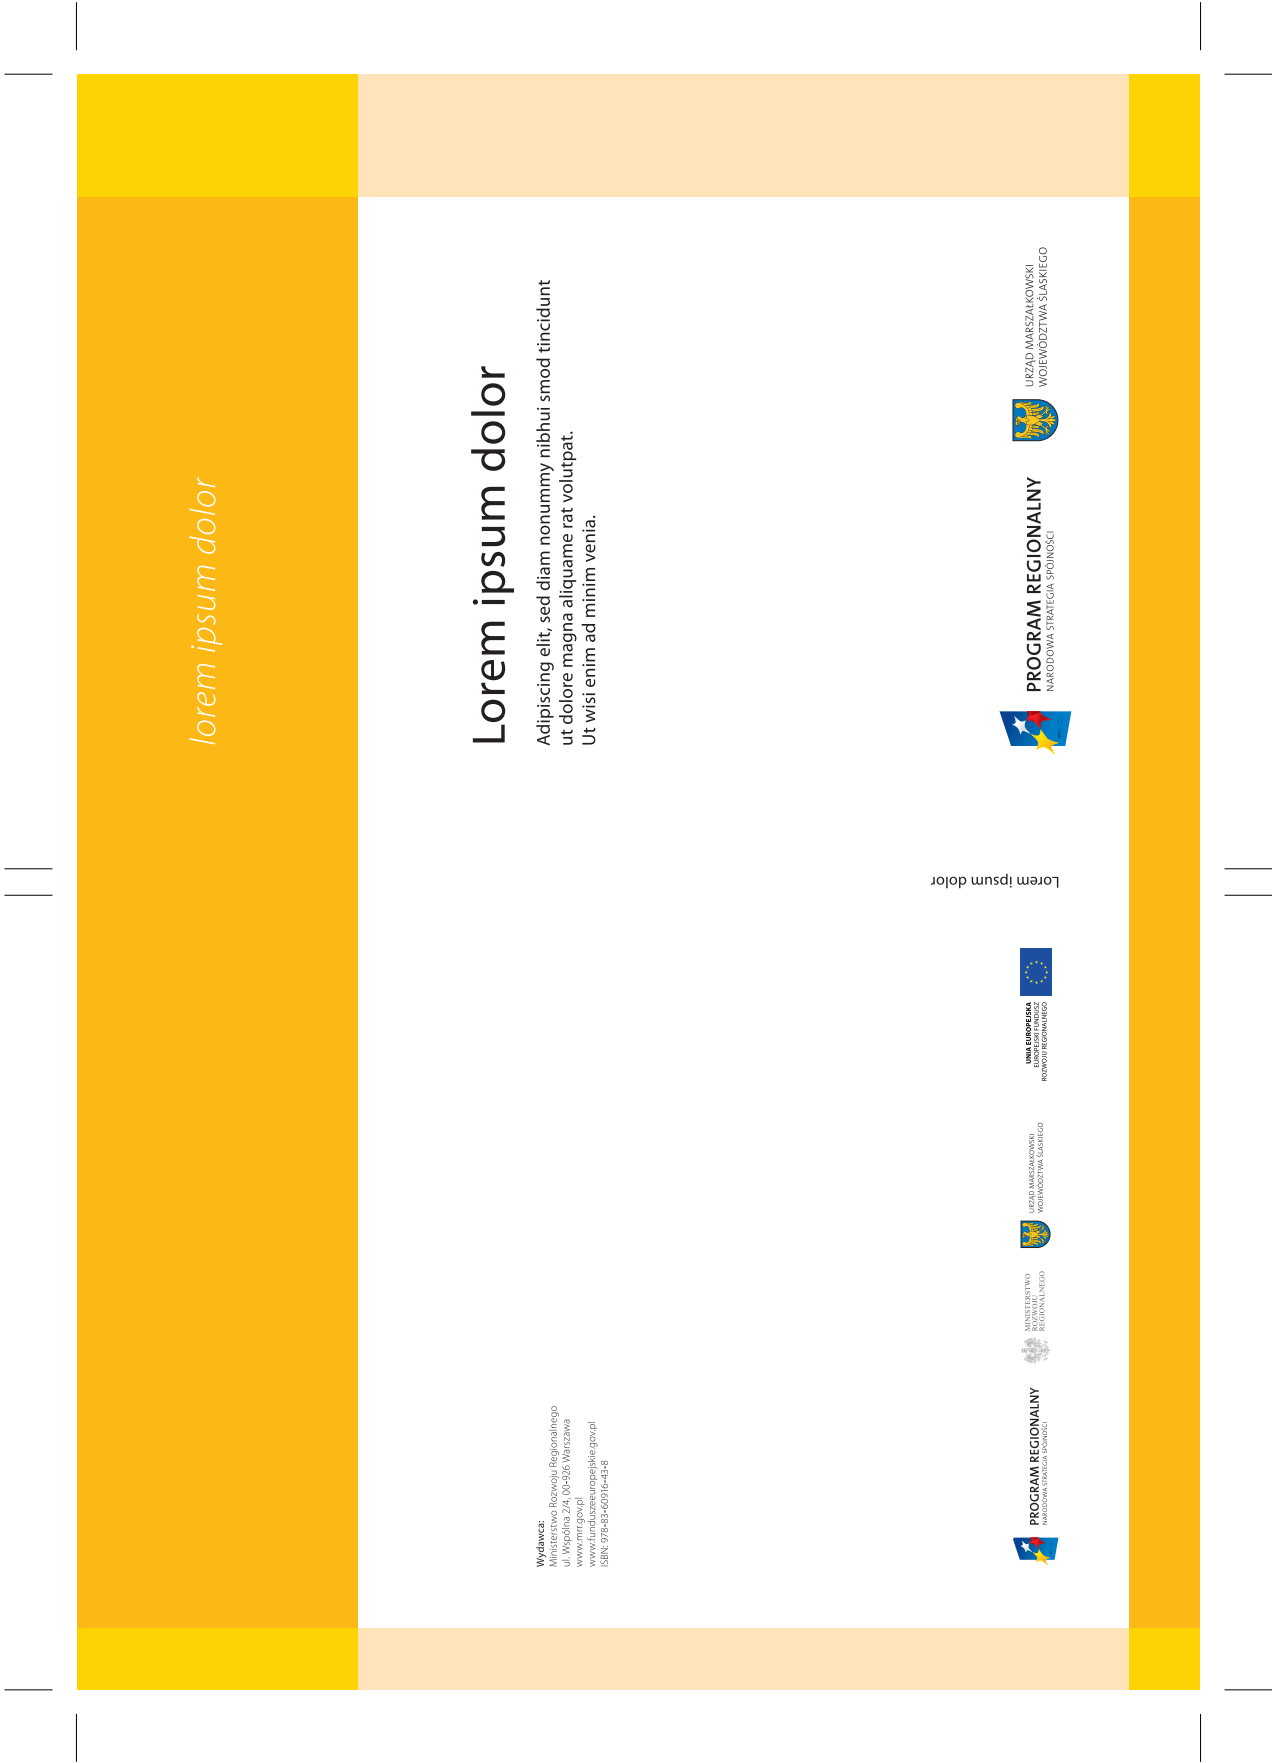 lorem ipsum dolor
Lorem ipsum dolor
Adipiscing elit, sed diam nonummy nibhui smod tincidunt
ut dolore magna aliquame rat volutpat.
Ut wisi enim ad minim venia.
PROGRAM REGIONALNY
NARODOWA STRATEGIA SPÓJNOŚCI
URZĄD MARSZAŁKOWSKI
WOJEWÓDZTWA ŚLĄSKIEGO
Lorem ipsum dolor
Wydawca:
Ministerstwo Rozwoju Regionalnego
ul. Wspólna 2/4, 00-926 Warszawa
www.mrr.gov.pl
www.funduszeeuropejskie.gov.pl
ISBN: 978-83-60916-43-8
PROGRAM REGIONALNY
NARODOWA STRATEGIA SPÓJNOŚCI
MINISTERSTWO
ROZWOJU
REGIONALNEGO
URZĄD MARSZAŁKOWSKI
WOJEWÓDZTWA ŚLĄSKIEGO
UNIA EUROPEJSKA
EUROPEJSKI FUNDUSZ
ROZWOJU REGIONALNEGO